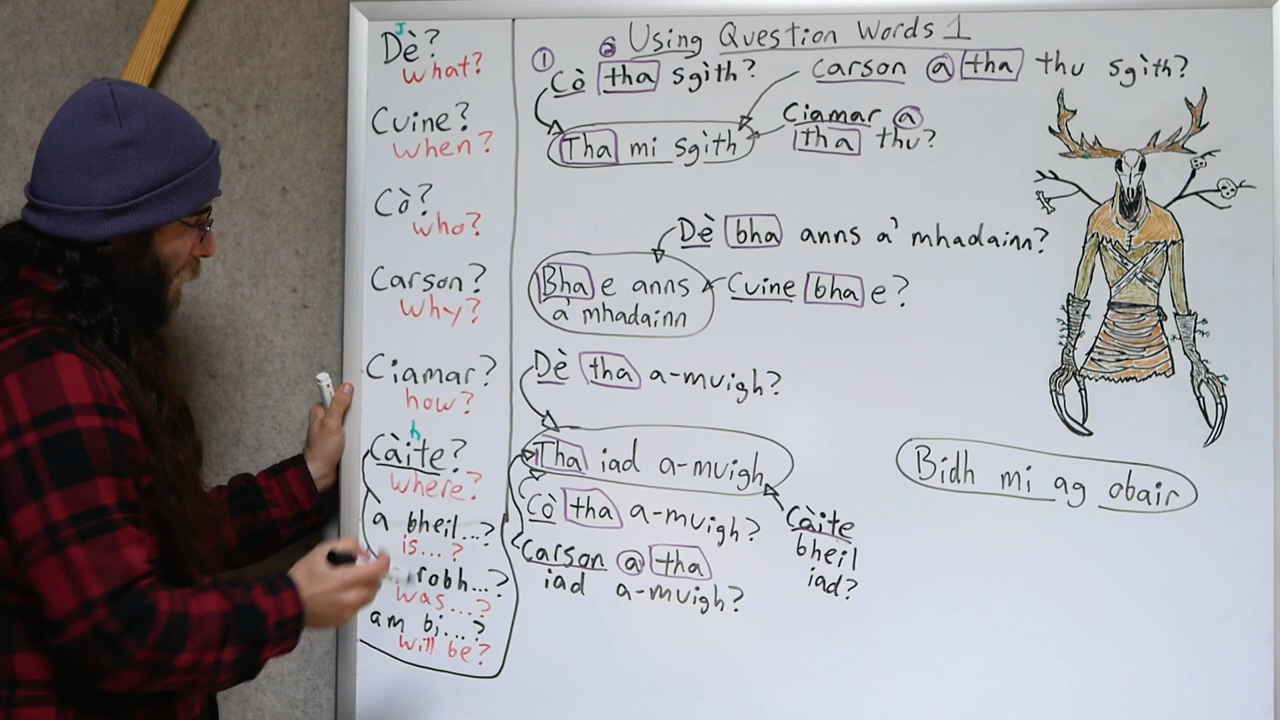 Dè?
J
what?
Cuine?
when?
Cò?
who?
Carson?
why?
Ciamar?
how?
h
Càite?
where?
a bheil...?
is...?
robh...?
was...?
am bi...?
will be?
Using Question Words 1
① ②
Cò tha sgìth?
Carson a tha thu sgìth?
Ciamar a
tha thu?
Tha mi sgìth
Dè bha anns a' mhadainn?
Bha e anns
a' mhadainn
Cuine bha e?
Dè tha a-muigh?
Tha iad a-muigh
Cò tha a-muigh?
Carson a tha
iad a-muigh?
Càite
bheil
iad?
Bidh mi ag obair